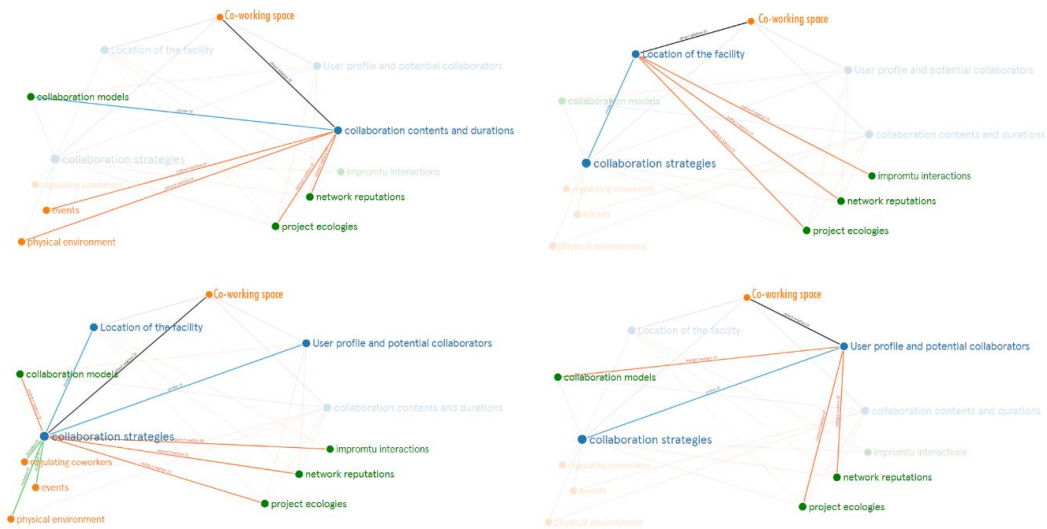 Co-working space
Location of the facility
User profile and potential collaborators
collaboration models
collaboration contents and durations
collaboration strategies
impromtu interactions
regulating coworkers
network reputations
events
project ecologies
physical environment
Co-working space
Location of the facility
User profile and potential collaborators
collaboration models
collaboration contents and durations
collaboration strategies
impromtu interactions
regulating coworkers
network reputations
events
project ecologies
physical environment
Co-working space
Location of the facility
User profile and potential collaborators
collaboration models
collaboration contents and durations
collaboration strategies
impromtu interactions
regulating coworkers
network reputations
events
project ecologies
physical environment
Co-working space
Location of the facility
User profile and potential collaborators
collaboration models
collaboration contents and durations
collaboration strategies
impromtu interactions
regulating coworkers
network reputations
events
project ecologies
physical environment